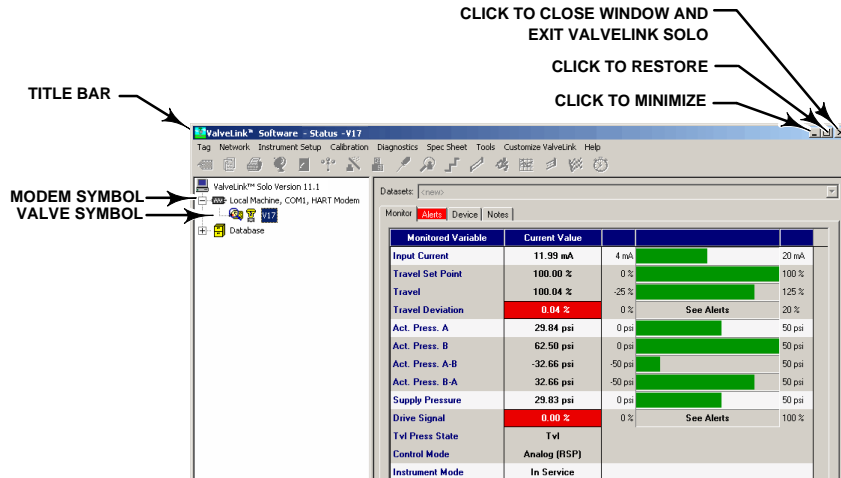 CLICK TO CLOSE WINDOW AND
EXIT VALVELINK SOLO
CLICK TO RESTORE
CLICK TO MINIMIZE
TITLE BAR
ValveLink™ Software - Status -V17
Tag Network Instrument Setup Calibration Diagnostics Spec Sheet Tools Customize ValveLink Help
ValveLink™ Solo Version 11.1
Local Machine, COM1, HART Modem
V17
Database
MODEM SYMBOL
VALVE SYMBOL
Datasets: <new>
Monitor Alerts Device Notes
Monitored Variable Current Value
Input Current 11.99 mA 4 mA 20 mA
Travel Set Point 100.00 % 0 % 100 %
Travel 100.04 % -25 % 125 %
Travel Deviation 0.04 % 0 % See Alerts 20 %
Act. Press. A 29.84 psi 0 psi 50 psi
Act. Press. B 62.50 psi 0 psi 50 psi
Act. Press. A-B -32.66 psi -50 psi 50 psi
Act. Press. B-A 32.66 psi -50 psi 50 psi
Supply Pressure 29.83 psi 0 psi 50 psi
Drive Signal 0.00 % 0 % See Alerts 100 %
Tvl Press State Tvl
Control Mode Analog (RSP)
Instrument Mode In Service